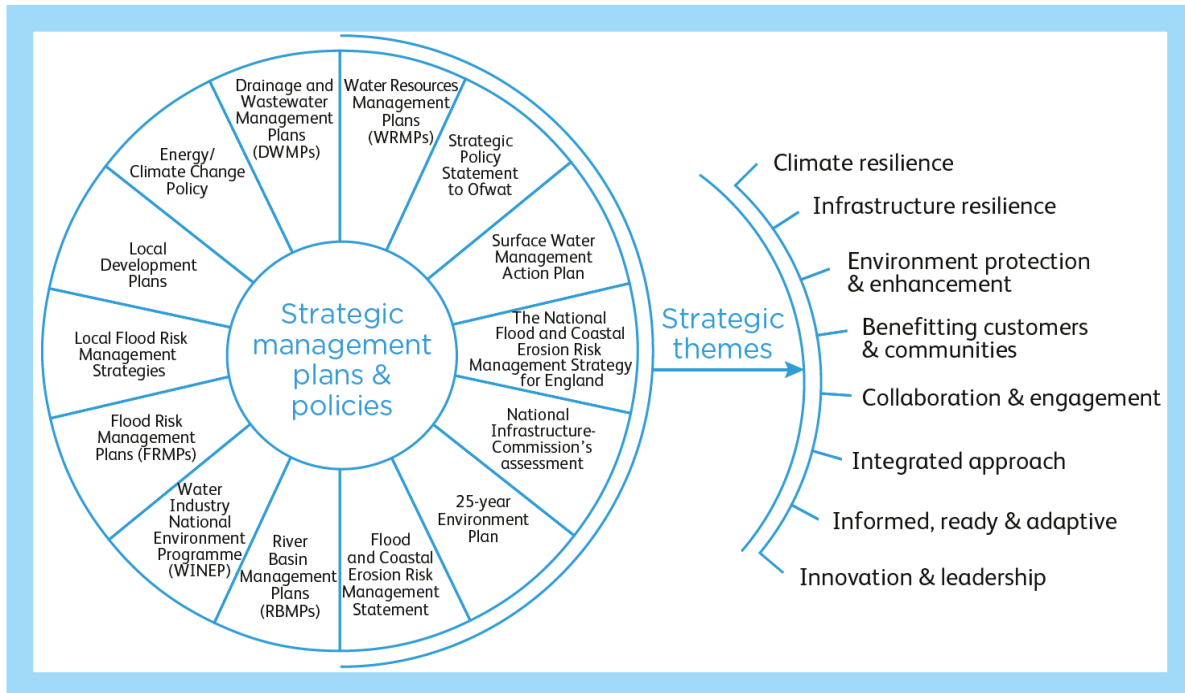 Strategic
management
plans &
policies
Water Resources
Management
Plans
(WRMPs)
Strategic
Policy
Statement
to Ofwat
Surface Water
Management
Action Plan
The National
Flood and Coastal
Erosion Risk
Management Strategy
for England
National
Infrastructure-
Commission’s
assessment
25-year
Environment
Plan
Flood
and Coastal
Erosion Risk
Management
Statement
River
Basin
Management
Plans
(RBMPs)
Water
Industry
National
Environment
Programme
(WINEP)
Flood Risk
Management
Plans (FRMPs)
Local Flood Risk
Management
Strategies
Local
Development
Plans
Energy/
Climate Change
Policy
Drainage and
Wastewater
Management
Plans
(DWMPs)
Strategic
themes
Climate resilience
Infrastructure resilience
Environment protection
& enhancement
Benefitting customers
& communities
Collaboration & engagement
Integrated approach
Informed, ready & adaptive
Innovation & leadership